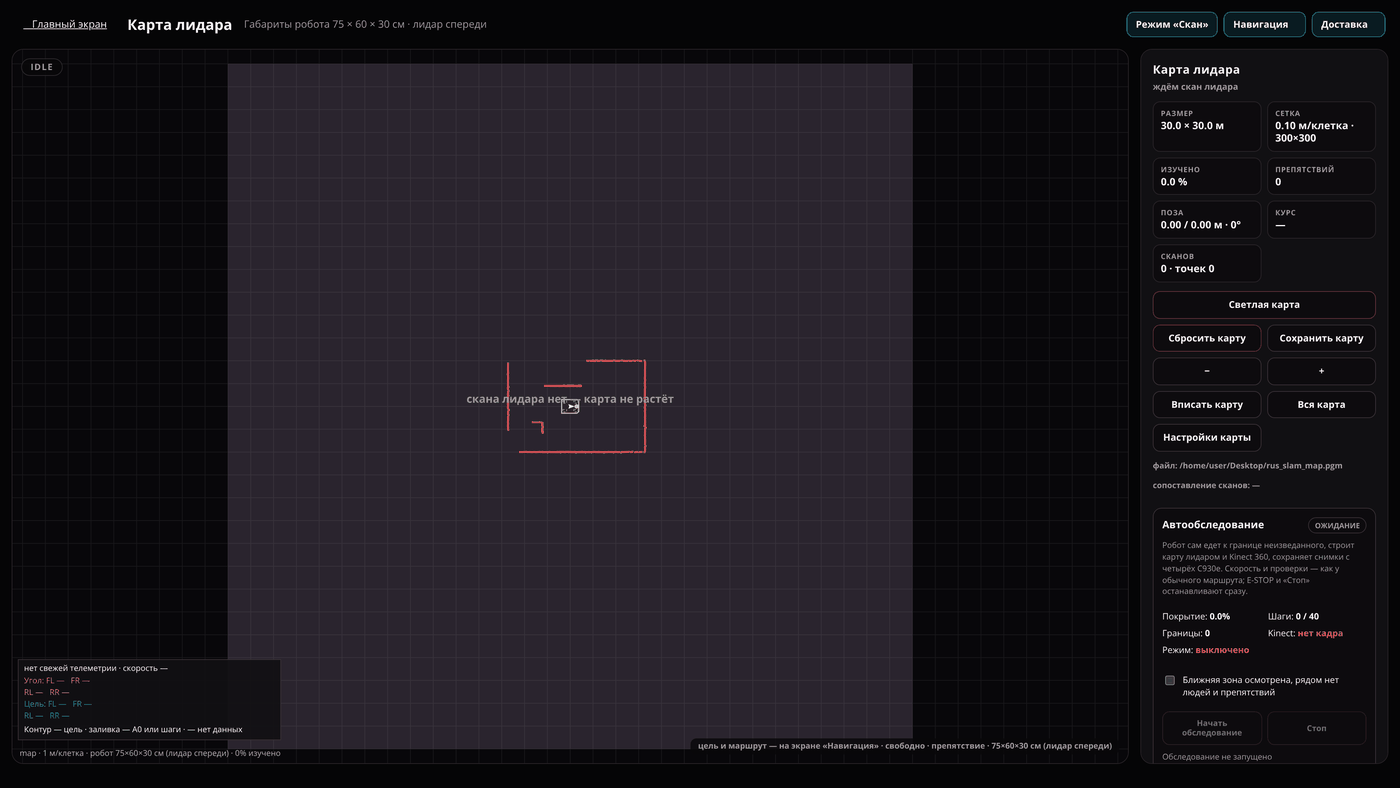 Главный экран
Карта лидара
Габариты робота 75 × 60 × 30 см · лидар спереди
Режим «Скан»
Навигация
Доставка
IDLE
скана лидара нет — карта не растёт
нет свежей телеметрии · скорость —
Угол: FL — FR —
RL — RR —
Цель: FL — FR —
RL — RR —
Контур — цель · заливка — A0 или шаги · — нет данных
map · 1 м/клетка · робот 75×60×30 см (лидар спереди) · 0% изучено
цель и маршрут — на экране «Навигация» · свободно · препятствие · 75×60×30 см (лидар спереди)
Карта лидара
ждём скан лидара
РАЗМЕР
30.0 × 30.0 м
СЕТКА
0.10 м/клетка ·
300×300
ИЗУЧЕНО
0.0 %
ПРЕПЯТСТВИЙ
0
ПОЗА
0.00 / 0.00 м · 0°
КУРС
—
СКАНОВ
0 · точек 0
Светлая карта
Сбросить карту
Сохранить карту
−
+
Вписать карту
Вся карта
Настройки карты
файл: /home/user/Desktop/rus_slam_map.pgm
сопоставление сканов: —
Автообследование
ОЖИДАНИЕ
Робот сам едет к границе неизведанного, строит
карту лидаром и Kinect 360, сохраняет снимки с
четырёх C930e. Скорость и проверки — как у
обычного маршрута; E-STOP и «Стоп»
останавливают сразу.
Покрытие: 0.0%
Шаги: 0 / 40
Границы: 0
Kinect: нет кадра
Режим: выключено
Ближняя зона осмотрена, рядом нет
людей и препятствий
Начать
обследование
Стоп
Обследование не запущено